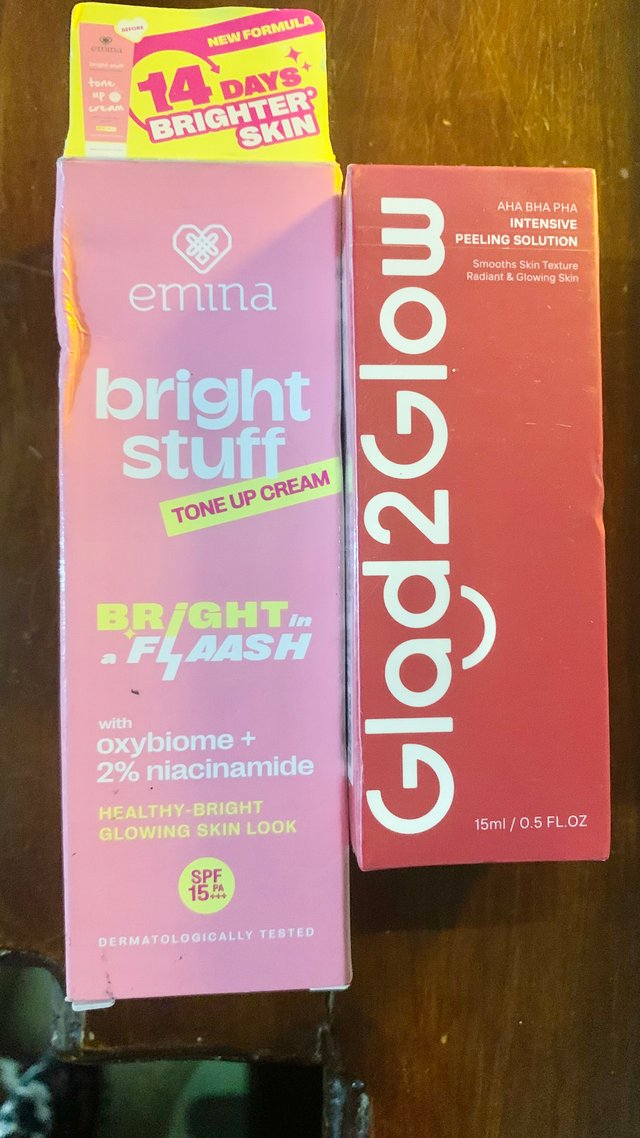 BEFORE
emina
bright stuff
tone
up
cream
NEW FORMULA
14 DAYS
BRIGHTER*
SKIN
emina
bright
stuff
TONE UP CREAM
BRIGHT in
a FLAASH
with
oxybiome +
2% niacinamide
HEALTHY-BRIGHT
GLOWING SKIN LOOK
SPF
15 PA
+++
DERMATOLOGICALLY TESTED
AHA BHA PHA
INTENSIVE
PEELING SOLUTION
Smooths Skin Texture
Radiant & Glowing Skin
Glad2Glow
15ml / 0.5 FL.OZ